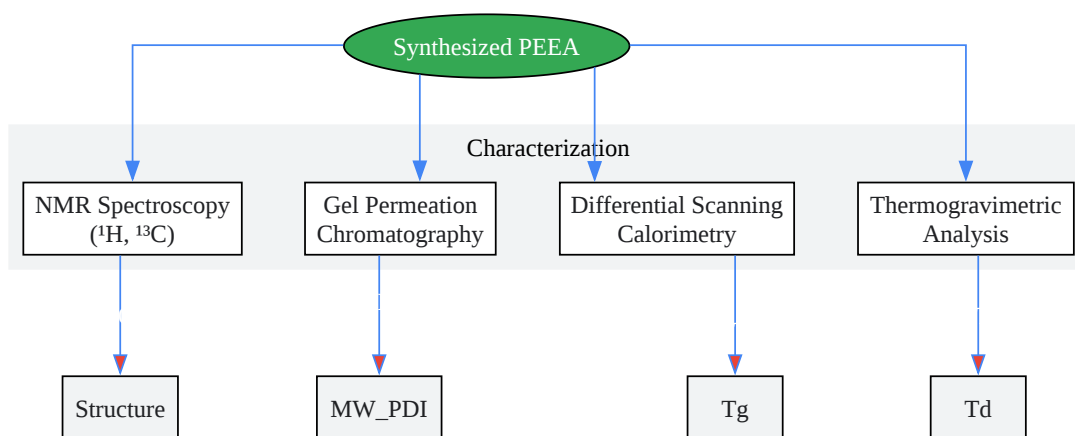 Synthesized PEEA
Characterization
NMR Spectroscopy
(¹H, ¹³C)
Gel Permeation
Chromatography
Differential Scanning
Calorimetry
Thermogravimetric
Analysis
Structure
MW_PDI
Tg
Td